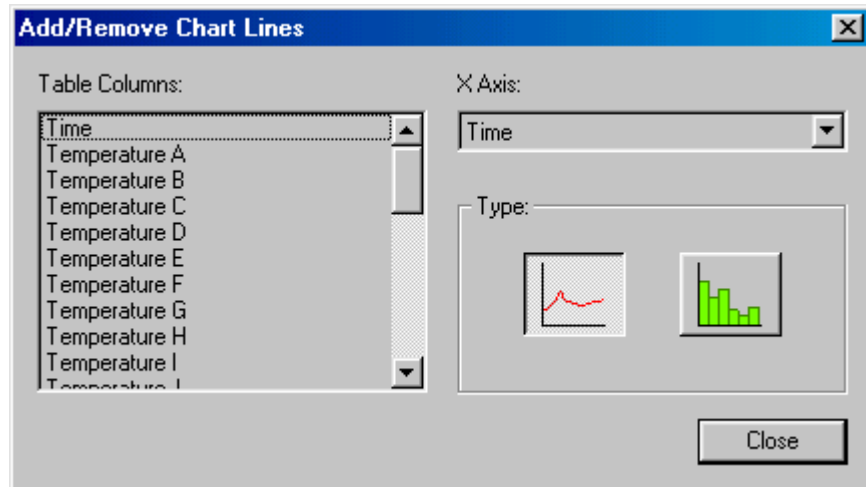 Add/Remove Chart Lines
Table Columns:
Time
Temperature A
Temperature B
Temperature C
Temperature D
Temperature E
Temperature F
Temperature G
Temperature H
Temperature I
Temperature J
X Axis:
Time
Type:
Close